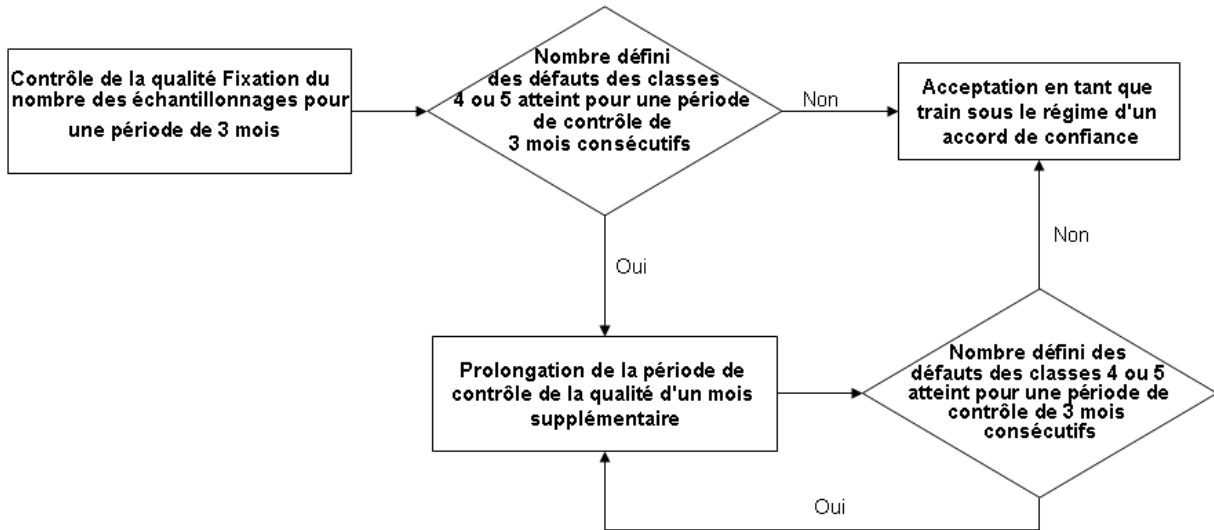 Contrôle de la qualité Fixation du
nombre des échantillonnages pour
une période de 3 mois
Nombre défini
des défauts des classes
4 ou 5 atteint pour une période
de contrôle de
3 mois consécutifs
Non
Acceptation en tant que
train sous le régime d'un
accord de confiance
Oui
Non
Prolongation de la période de
contrôle de la qualité d'un mois
supplémentaire
Nombre défini des
défauts des classes 4 ou 5
atteint pour une période de
contrôle de 3 mois
consécutifs
Oui